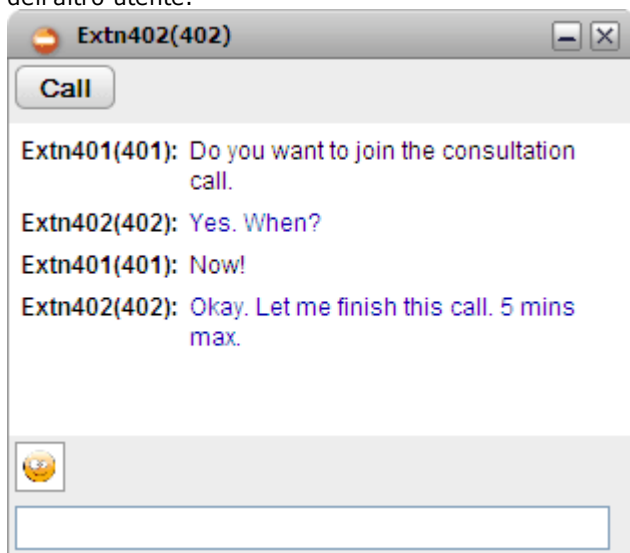 dell'altro utente.
Extn402(402)
Call
Extn401(401): Do you want to join the consultation
call.
Extn402(402): Yes. When?
Extn401(401): Now!
Extn402(402): Okay. Let me finish this call. 5 mins
max.